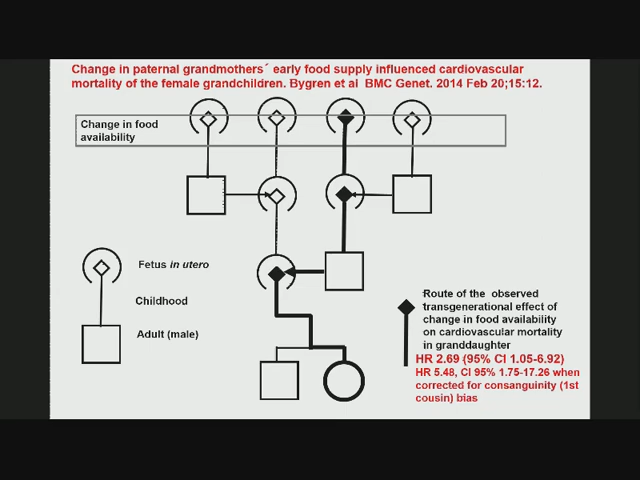 Change in paternal grandmothers´ early food supply influenced cardiovascular
mortality of the female grandchildren. Bygren et al  BMC Genet. 2014 Feb 20;15:12.
Change in food
availability
Fetus in utero
Childhood
Adult (male)
Route of the  observed
transgenerational effect of
change in food availability
on cardiovascular mortality
in granddaughter
HR 2.69 (95% CI 1.05-6.92)
HR 5.48, CI 95% 1.75-17.26 when
corrected for consanguinity (1st
cousin) bias